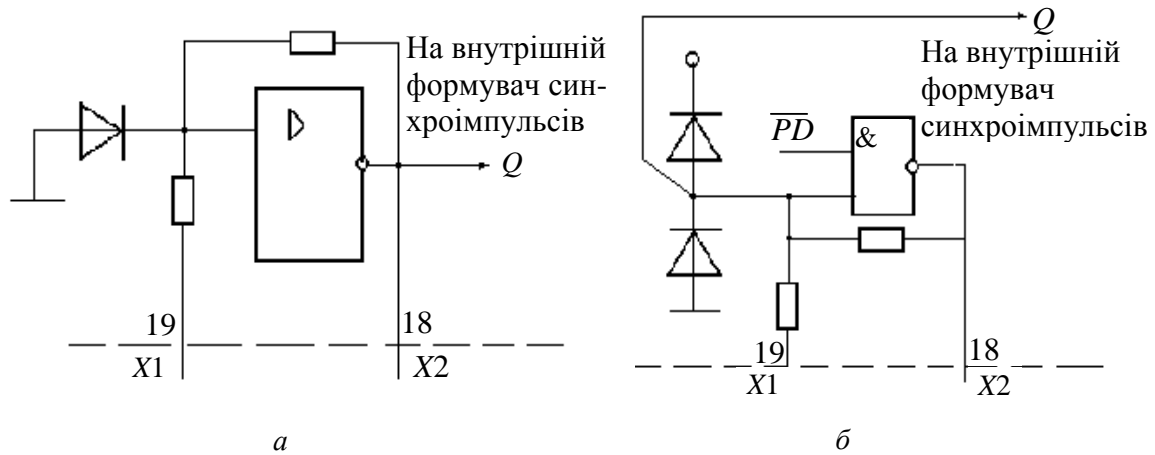 На внутрішній
формувач син-
хроімпульсів
Q
19
18
X1
X2
а
Q
На внутрішній
формувач
синхроімпульсів
PD
&
19
18
X1
X2
б